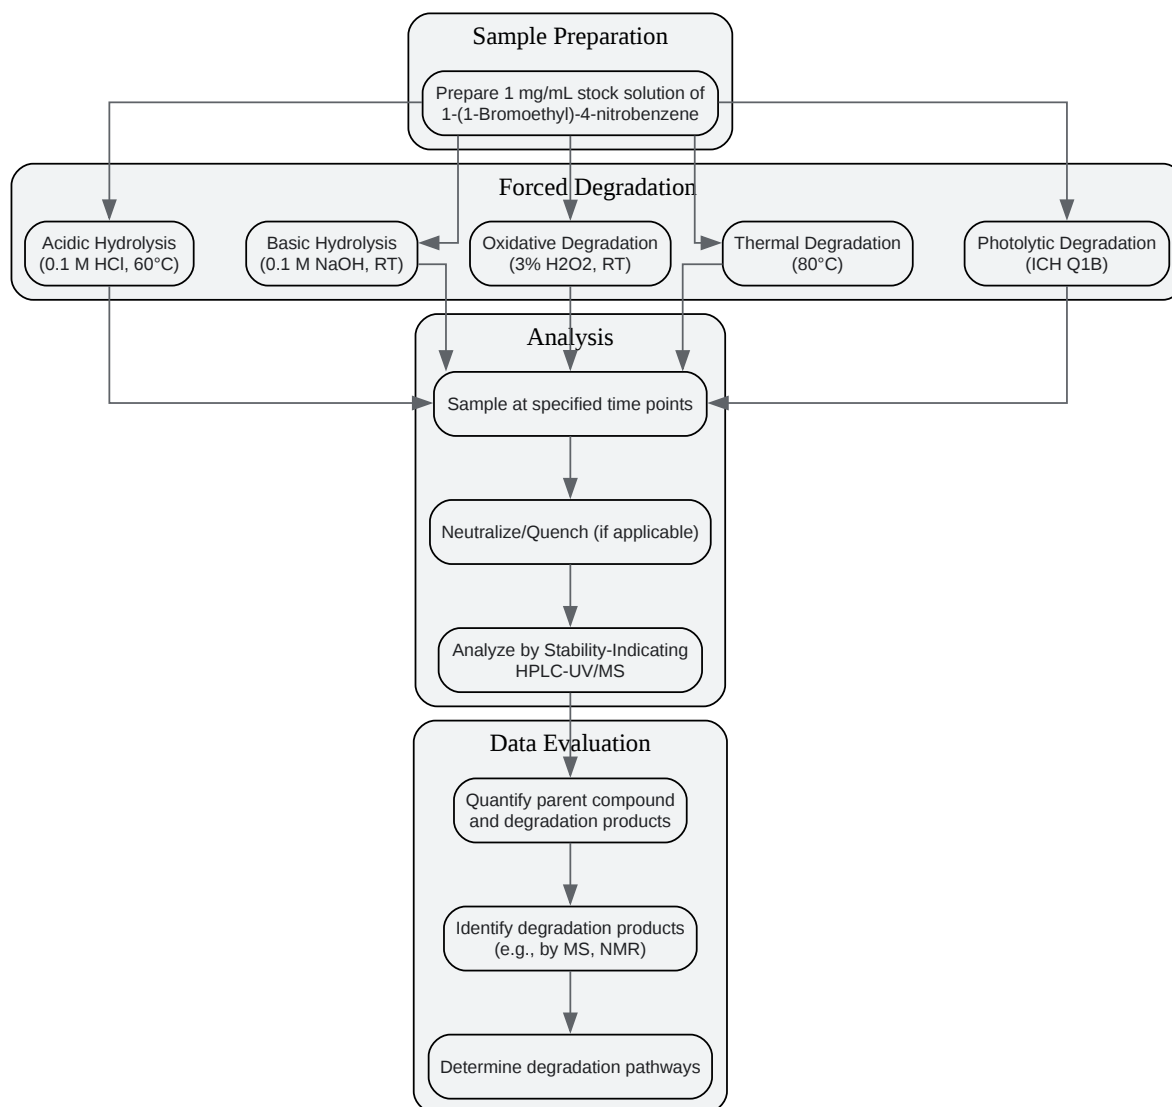 Sample Preparation
Prepare 1 mg/mL stock solution of
1-(1-Bromoethyl)-4-nitrobenzene
Forced Degradation
Acidic Hydrolysis
(0.1 M HCl, 60°C)
Basic Hydrolysis
(0.1 M NaOH, RT)
Oxidative Degradation
(3% H2O2, RT)
Thermal Degradation
(80°C)
Photolytic Degradation
(ICH Q1B)
Analysis
Sample at specified time points
Neutralize/Quench (if applicable)
Analyze by Stability-Indicating
HPLC-UV/MS
Data Evaluation
Quantify parent compound
and degradation products
Identify degradation products
(e.g., by MS, NMR)
Determine degradation pathways